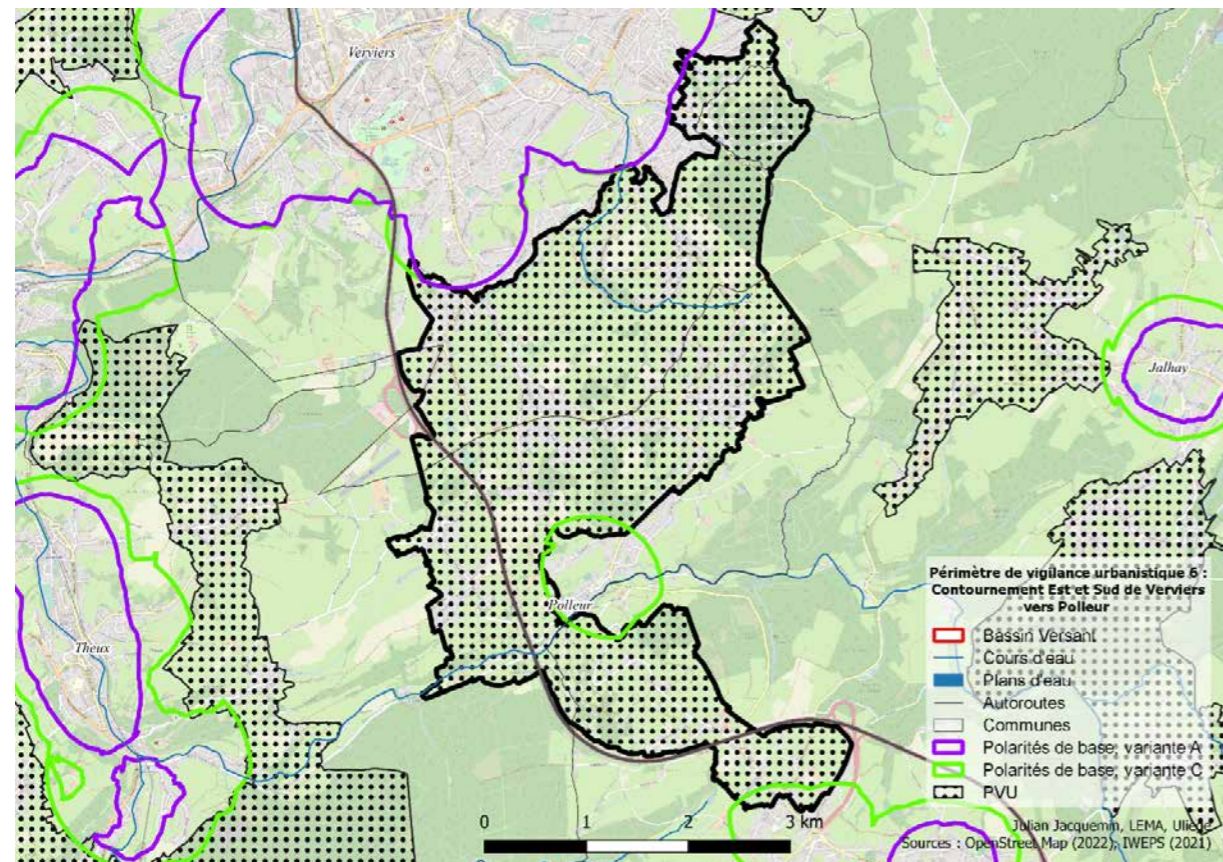 Verviers
Jalhay
Polleur
Theux
Périmètre de vigilance urbanistique 6 :
Contournement Est et Sud de Verviers
vers Polleur
Bassin Versant
Cours d'eau
Plans d'eau
Autoroutes
Communes
Polarités de base, variante A
Polarités de base, variante C
PVU
0 1 2 3 km
Julian Jacquemin, LEMA, Uliège
Sources : OpenStreet Map (2022), IWEPS (2021)